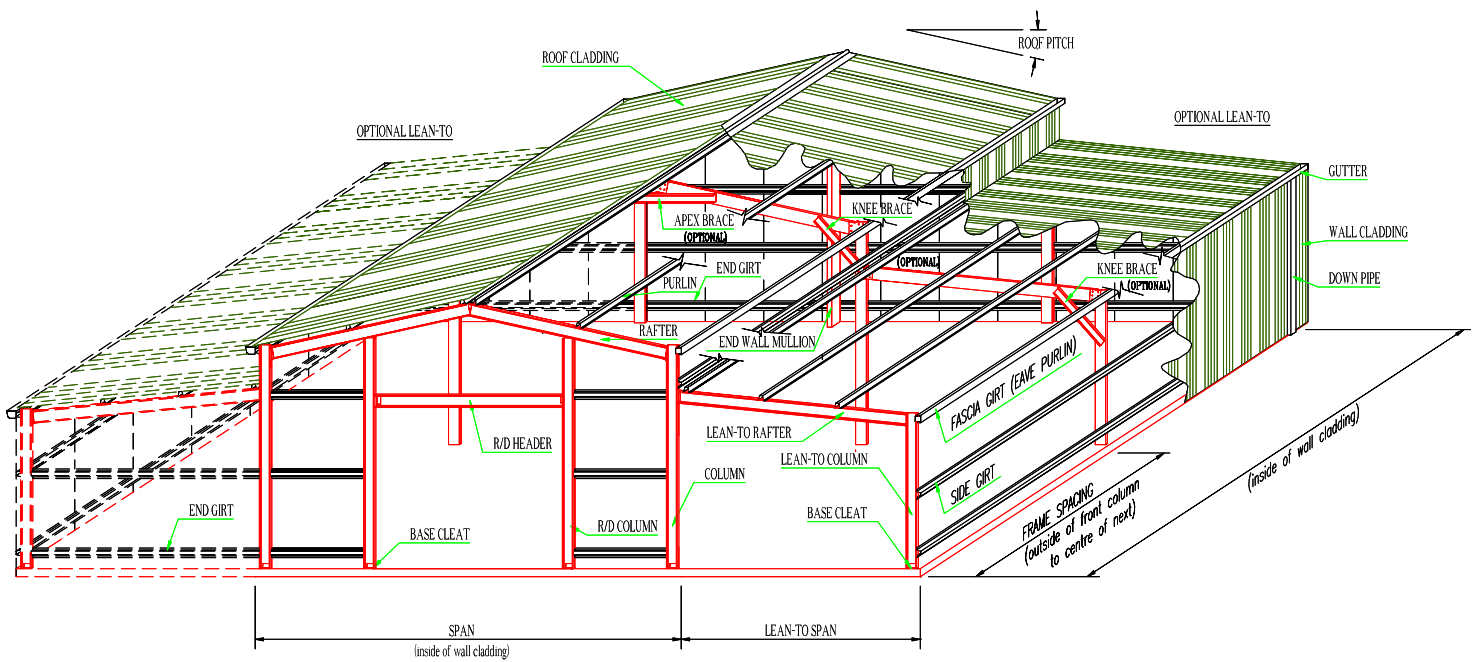 ROOF PITCH
ROOF CLADDING
OPTIONAL LEAN-TO
OPTIONAL LEAN-TO
GUTTER
KNEE BRACE
APEX BRACE
(OPTIONAL)
WALL CLADDING
(OPTIONAL)
END GIRT
KNEE BRACE
(OPTIONAL)
DOWN PIPE
PURLIN
RAFTER
END WALL MULLION
FASCIA GIRT (EAVE PURLIN)
LEAN-TO RAFTER
R/D HEADER
LEAN-TO COLUMN
COLUMN
SIDE GIRT
(inside of wall cladding)
END GIRT
BASE CLEAT
R/D COLUMN
BASE CLEAT
FRAME SPACING
(outside of front column
to centre of next)
SPAN
(inside of wall cladding)
LEAN-TO SPAN